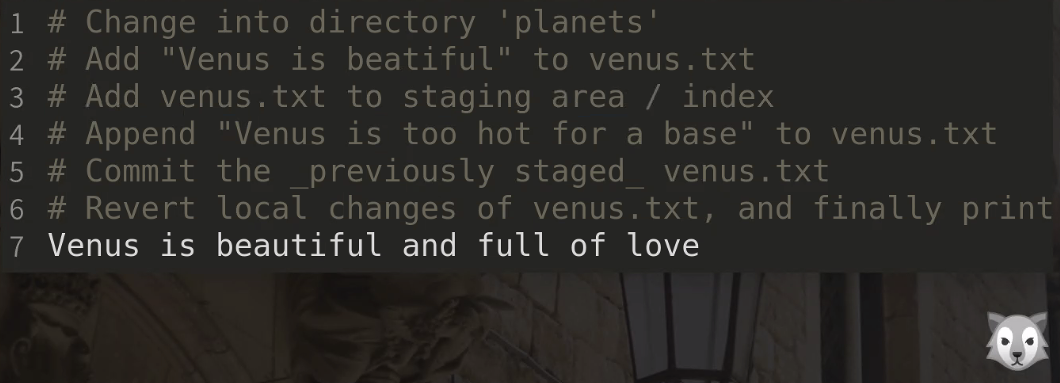 1 # Change into directory 'planets'
2 # Add "Venus is beatiful" to venus.txt
3 # Add venus.txt to staging area / index
4 # Append "Venus is too hot for a base" to venus.txt
5 # Commit the _previously staged_ venus.txt
6 # Revert local changes of venus.txt, and finally print
7 Venus is beautiful and full of love